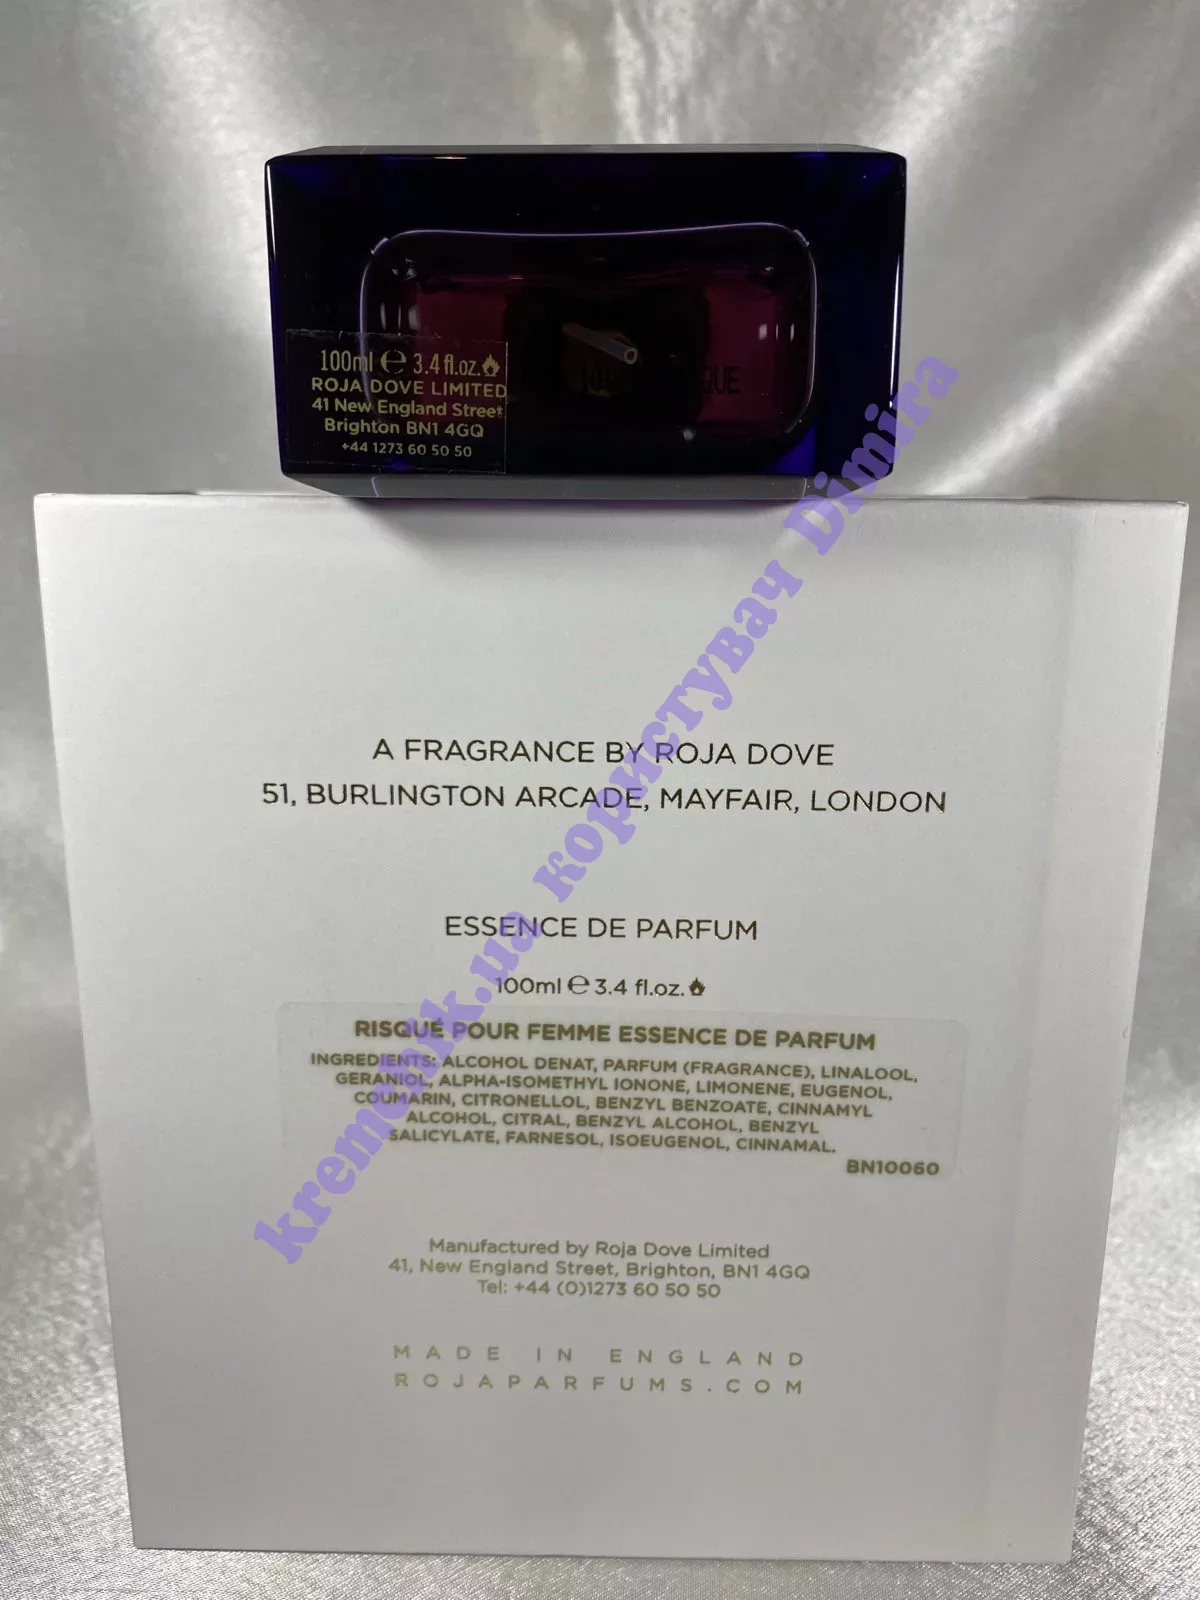 100ml ℮ 3.4 fl.oz.
ROJA DOVE LIMITED
41 New England Street
Brighton BN1 4GQ
+44 1273 60 50 50
A FRAGRANCE BY ROJA DOVE
51, BURLINGTON ARCADE, MAYFAIR, LONDON
ESSENCE DE PARFUM
100ml ℮ 3.4 fl.oz.
RISQUÉ POUR FEMME ESSENCE DE PARFUM
INGREDIENTS: ALCOHOL DENAT, PARFUM (FRAGRANCE), LINALOOL,
GERANIOL, ALPHA-ISOMETHYL IONONE, LIMONENE, EUGENOL,
COUMARIN, CITRONELLOL, BENZYL BENZOATE, CINNAMYL
ALCOHOL, CITRAL, BENZYL ALCOHOL, BENZYL
SALICYLATE, FARNESOL, ISOEUGENOL, CINNAMAL.
BN10060
Manufactured by Roja Dove Limited
41, New England Street, Brighton, BN1 4GQ
Tel: +44 (0)1273 60 50 50
MADE IN ENGLAND
ROJAPARFUMS.COM
kremenik.ua користувач Dimira